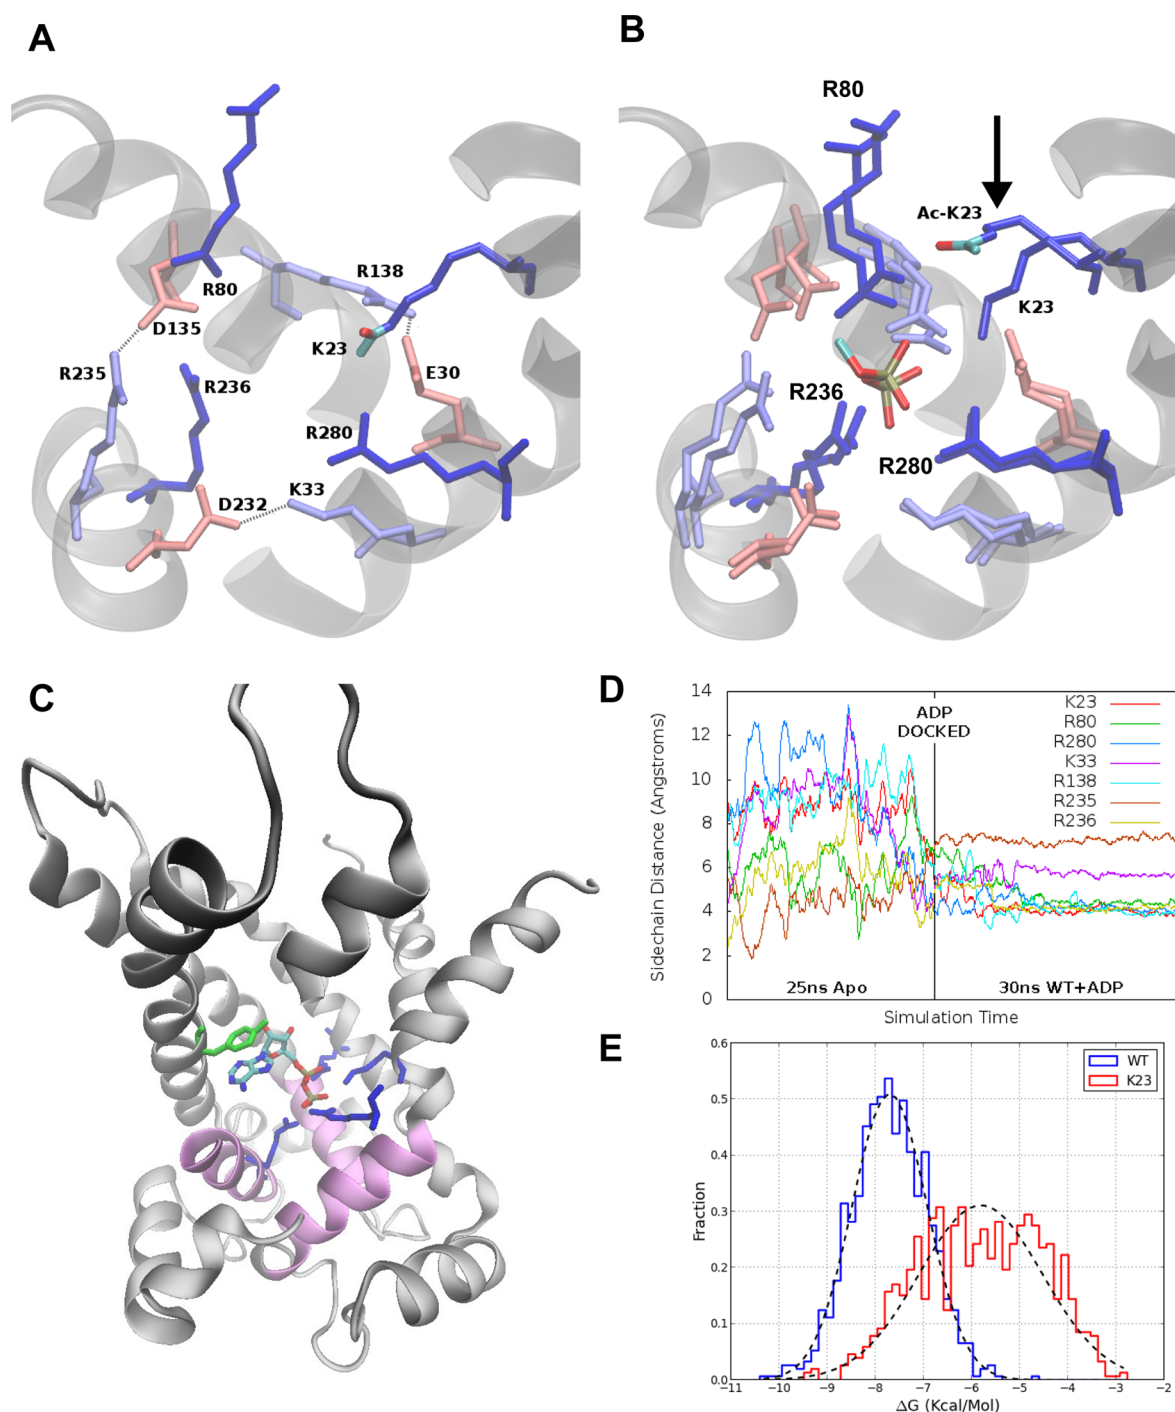 A
R80
D135
R138
K23
R235
R236
E30
R280
D232
K33
B
R80
Ac-K23
K23
R236
R280
C
D
14
12
10
8
6
4
2
0
Sidechain Distance (Angstroms)
ADP
DOCKED
K23
R80
R280
K33
R138
R235
R236
25ns Apo
30ns WT+ADP
Simulation Time
E
0.6
0.5
0.4
0.3
0.2
0.1
0.0
Fraction
WT
K23
−11
−10
−9
−8
−7
−6
−5
−4
−3
−2
ΔG (Kcal/Mol)